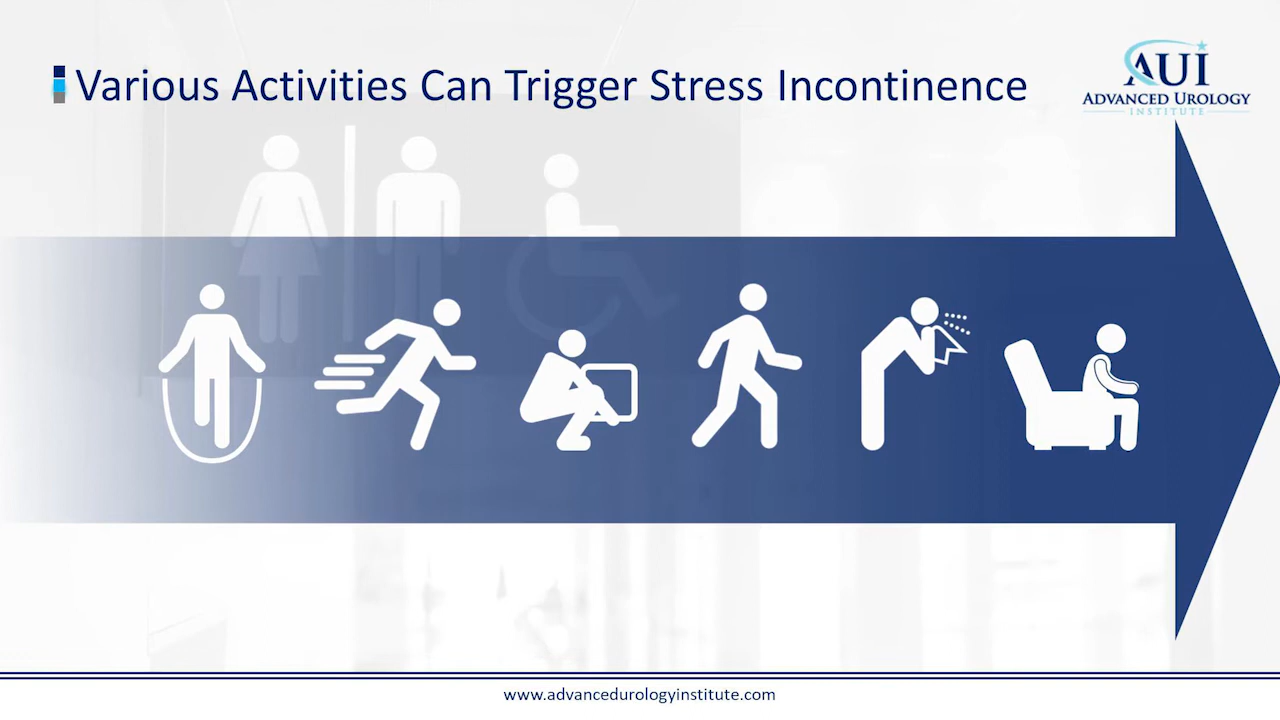 Various Activities Can Trigger Stress Incontinence
AUI
ADVANCED UROLOGY
INSTITUTE
www.advancedurologyinstitute.com